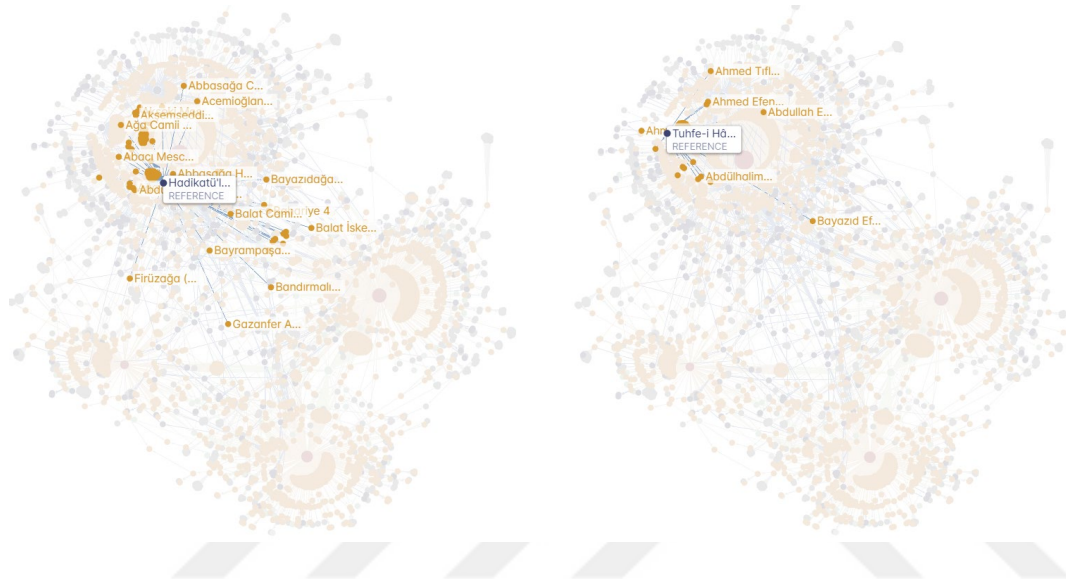 Abbasağa C...
Acemioğlan...
Akşemseddi...
Ağa Camii ...
Abacı Mesc...
Abbasağa H...
Hadikatü'l...
REFERENCE
Bayazıdağa...
Balat Cami...
iye 4
Balat İske...
Bayrampaşa...
Firüzağa (...
Bandırmalı...
Gazanfer A...
Ahmed Tıfl...
Ahmed Efen...
Abdullah E...
Tuhfe-i Hâ...
REFERENCE
Abdülhalim...
Bayazıd Ef...